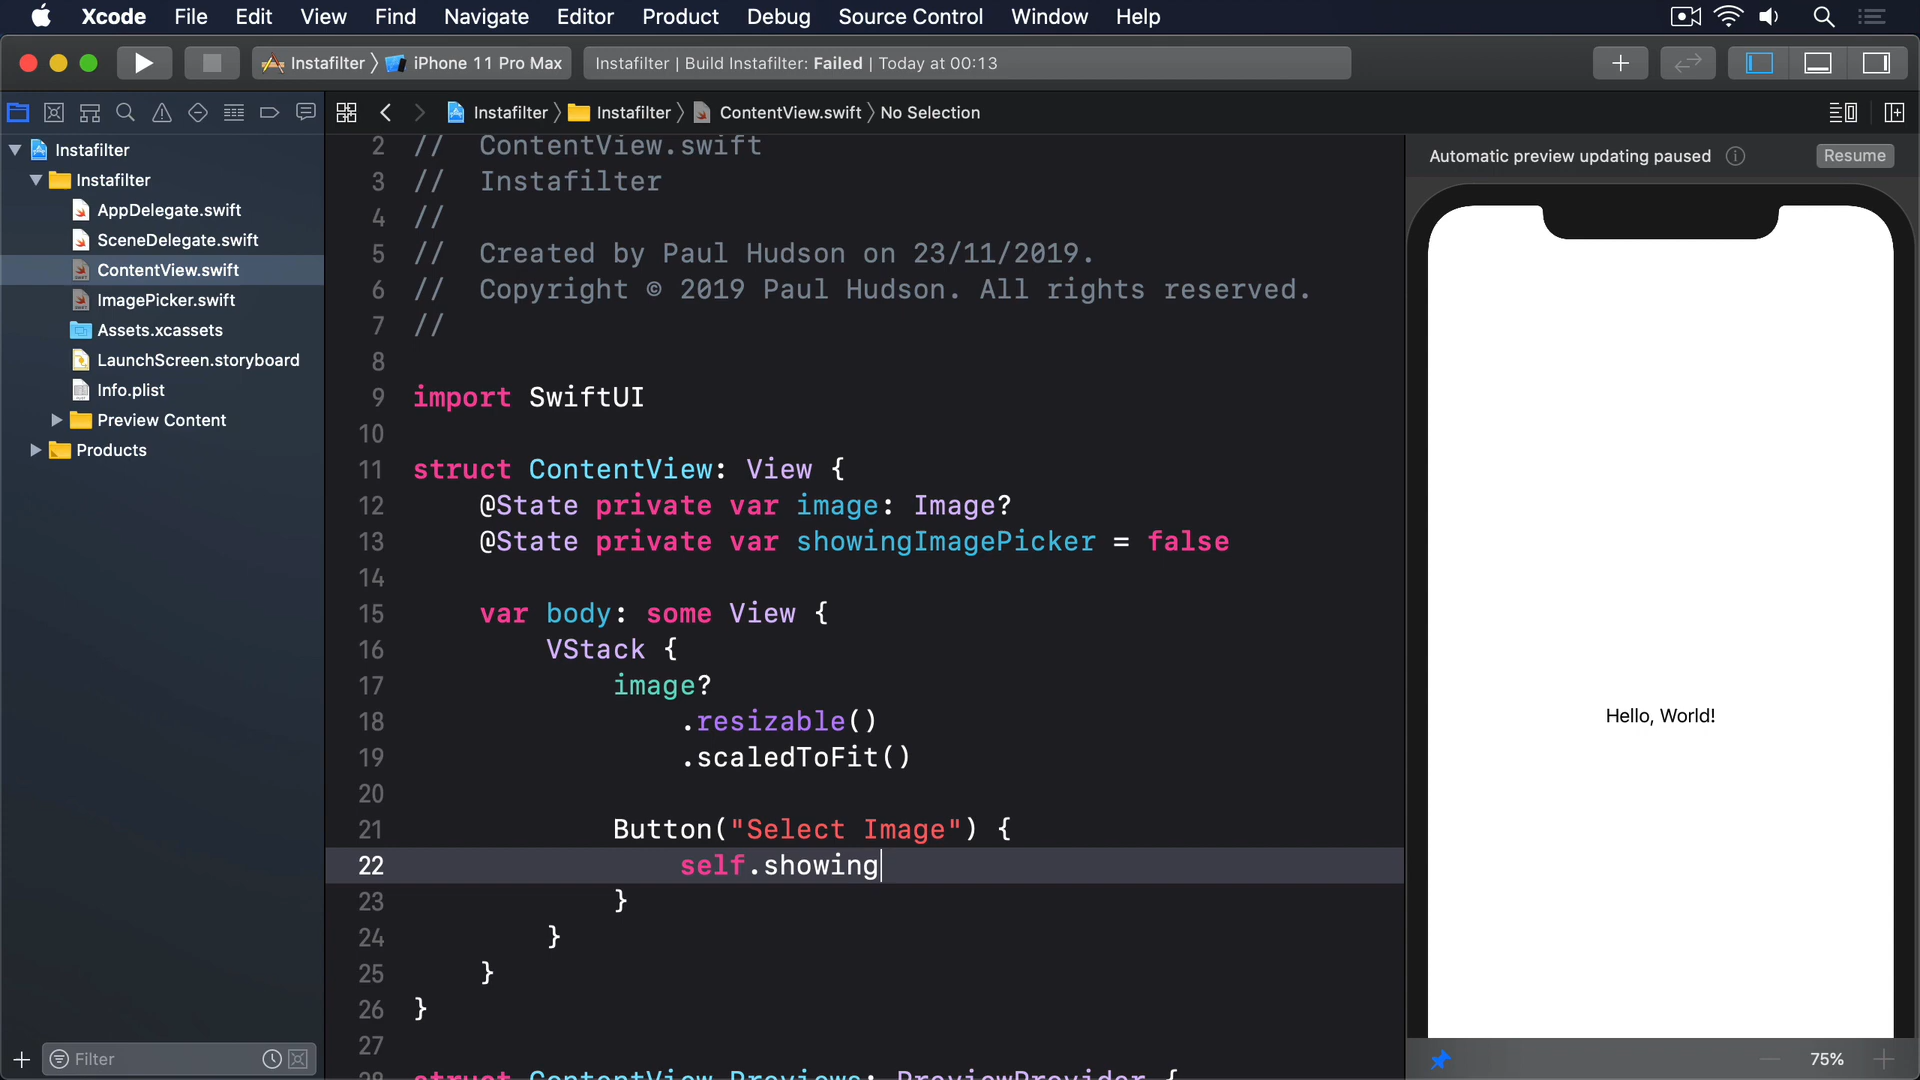 Xcode File Edit View Find Navigate Editor Product Debug Source Control Window Help
Instafilter iPhone 11 Pro Max
Instafilter | Build Instafilter: Failed | Today at 00:13
Instafilter Instafilter ContentView.swift No Selection
Instafilter
Instafilter
AppDelegate.swift
SceneDelegate.swift
ContentView.swift
ImagePicker.swift
Assets.xcassets
LaunchScreen.storyboard
Info.plist
Preview Content
Products
Filter
2 // ContentView.swift
3 // Instafilter
4 //
5 // Created by Paul Hudson on 23/11/2019.
6 // Copyright © 2019 Paul Hudson. All rights reserved.
7 //
8
9 import SwiftUI
10
11 struct ContentView: View {
12 @State private var image: Image?
13 @State private var showingImagePicker = false
14
15 var body: some View {
16 VStack {
17 image?
18 .resizable()
19 .scaledToFit()
20
21 Button("Select Image") {
22 self.showing
23 }
24 }
25 }
26 }
27
28 struct ContentView_Previews: PreviewProvider {
Automatic preview updating paused
Resume
Hello, World!
75%